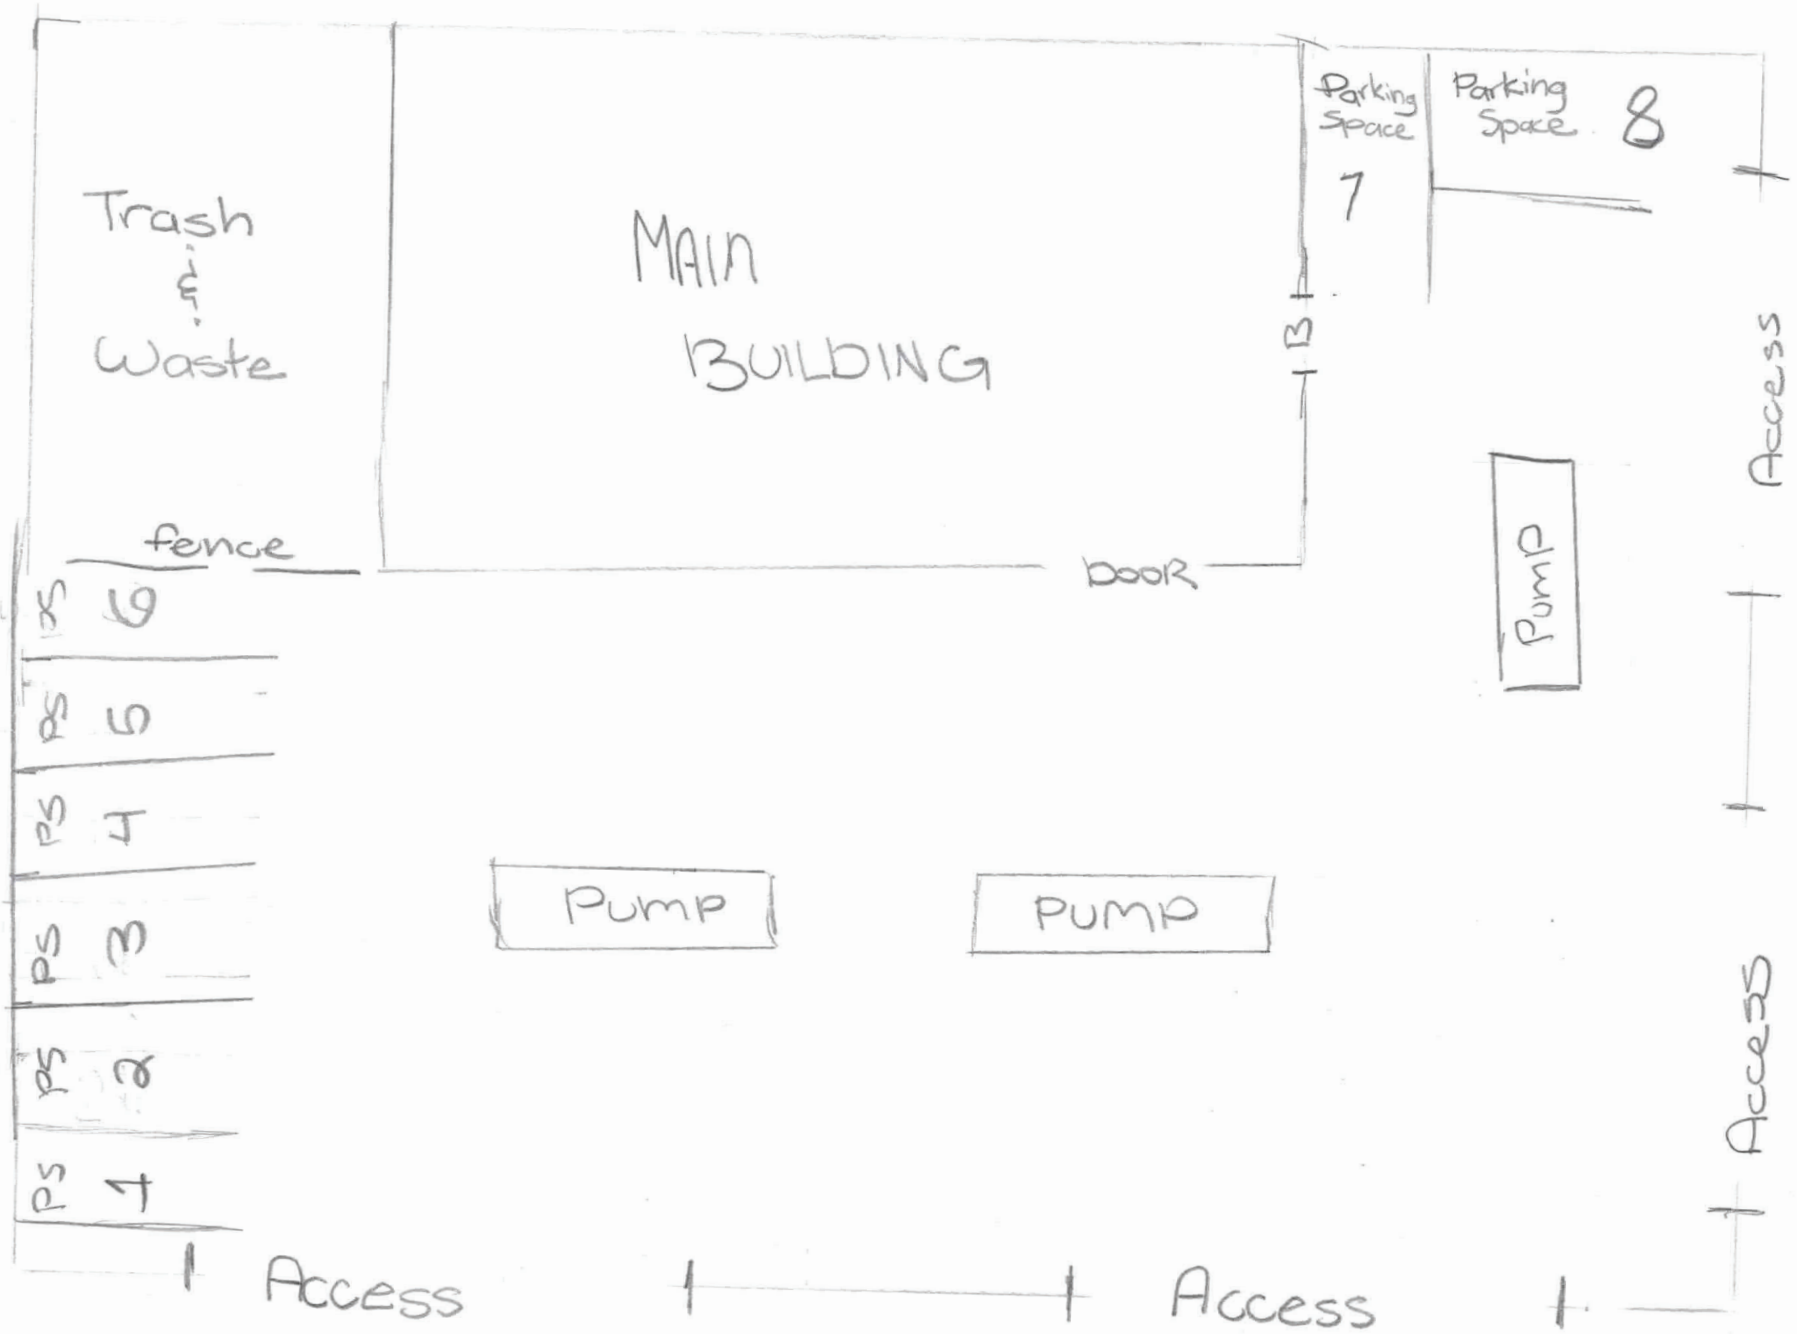 Parking Space
7
Parking Space 8
Trash
&
Waste
MAIN
BUILDING
B
Access
fence
DOOR
Pump
PS 6
PS 5
PS 4
PS 3
PS 2
PS 1
PUMP
PUMP
Access
Access
Access